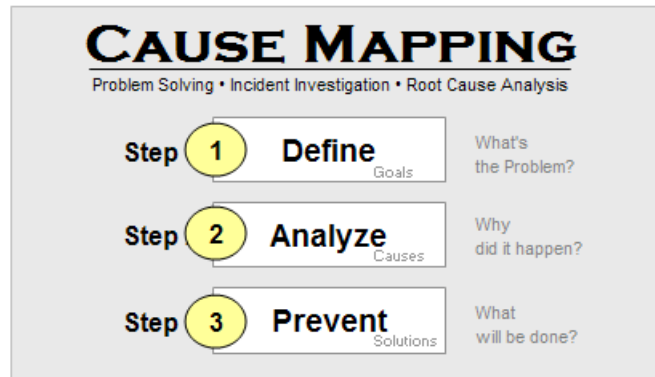 CAUSE MAPPING
Problem Solving • Incident Investigation • Root Cause Analysis
Step 1 Define Goals What's
the Problem?
Step 2 Analyze Causes Why
did it happen?
Step 3 Prevent Solutions What
will be done?